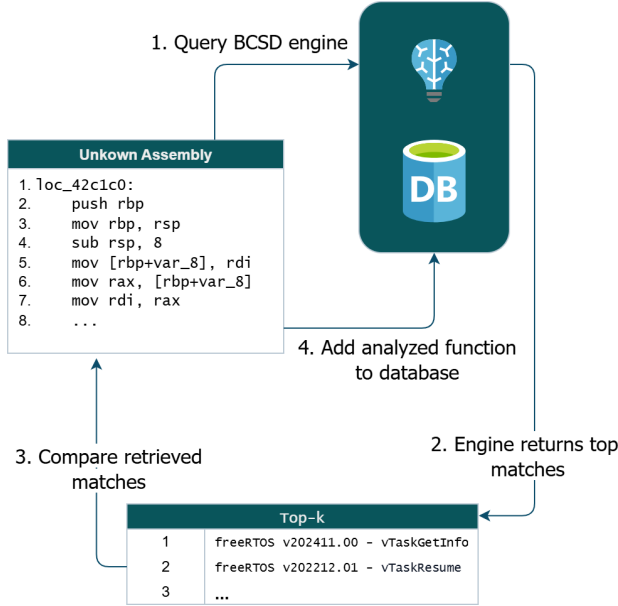 1. Query BCSD engine
DB
Unkown Assembly
1. loc_42c1c0:
2. push rbp
3. mov rbp, rsp
4. sub rsp, 8
5. mov [rbp+var_8], rdi
6. mov rax, [rbp+var_8]
7. mov rdi, rax
8. ...
4. Add analyzed function
to database
2. Engine returns top
matches
3. Compare retrieved
matches
Top-k
1 freeRTOS v202411.00 - vTaskGetInfo
2 freeRTOS v202212.01 - vTaskResume
3 ...